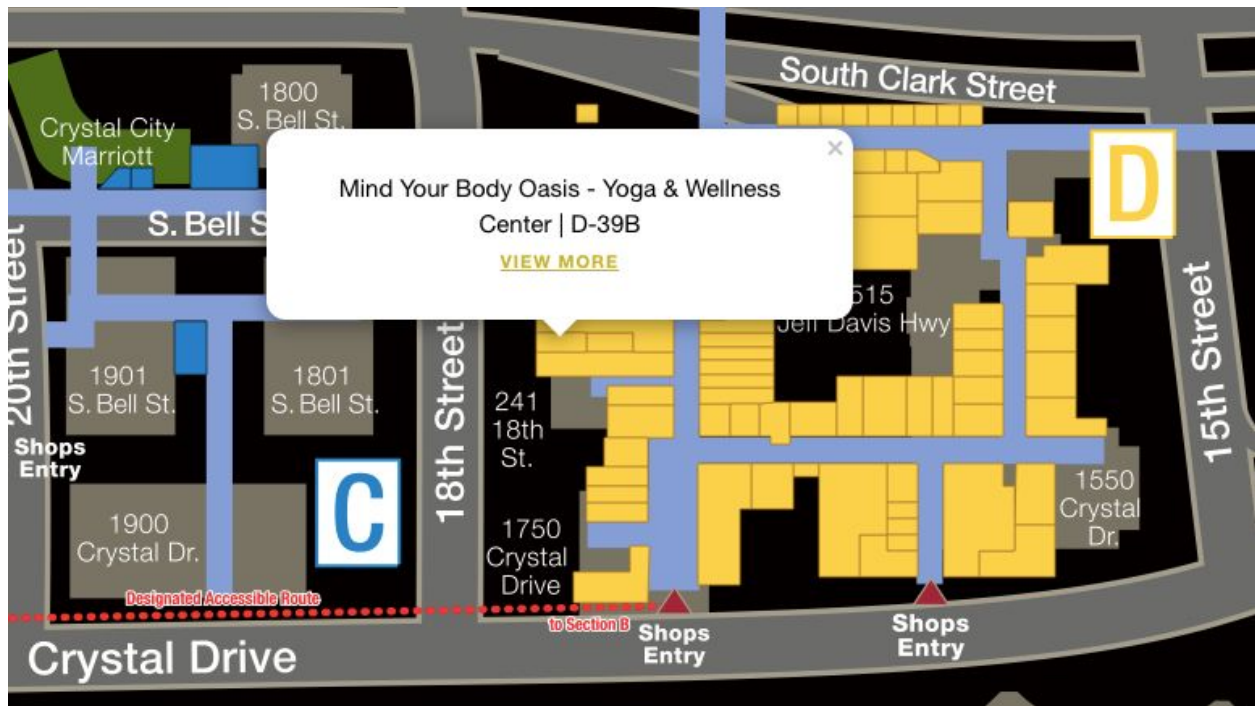 South Clark Street
1800
S. Bell St.
Crystal City
Marriott
×
Mind Your Body Oasis - Yoga & Wellness
Center | D-39B
VIEW MORE
D
S. Bell S
20th Street
18th Street
15th Street
515
Jeff Davis Hwy
1901
S. Bell St.
1801
S. Bell St.
241
18th
St.
Shops
Entry
C
1900
Crystal Dr.
1750
Crystal
Drive
1550
Crystal
Dr.
Designated Accessible Route
to Section B
Shops
Entry
Shops
Entry
Crystal Drive